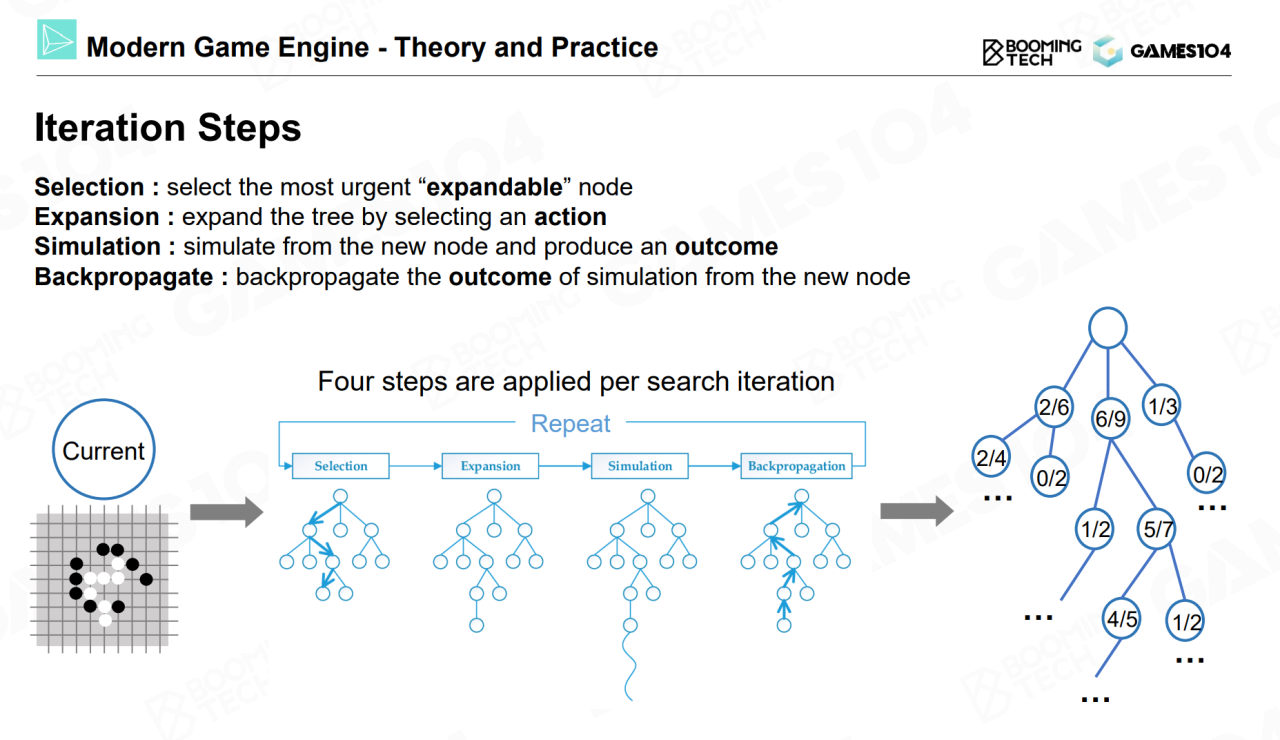 Modern Game Engine - Theory and Practice
BOOMING
TECH
GAMES104
Iteration Steps
Selection : select the most urgent “expandable” node
Expansion : expand the tree by selecting an action
Simulation : simulate from the new node and produce an outcome
Backpropagate : backpropagate the outcome of simulation from the new node
Four steps are applied per search iteration
Repeat
Current
Selection
Expansion
Simulation
Backpropagation
2/6
6/9
1/3
2/4
0/2
0/2
...
...
1/2
5/7
...
4/5
1/2
...
...